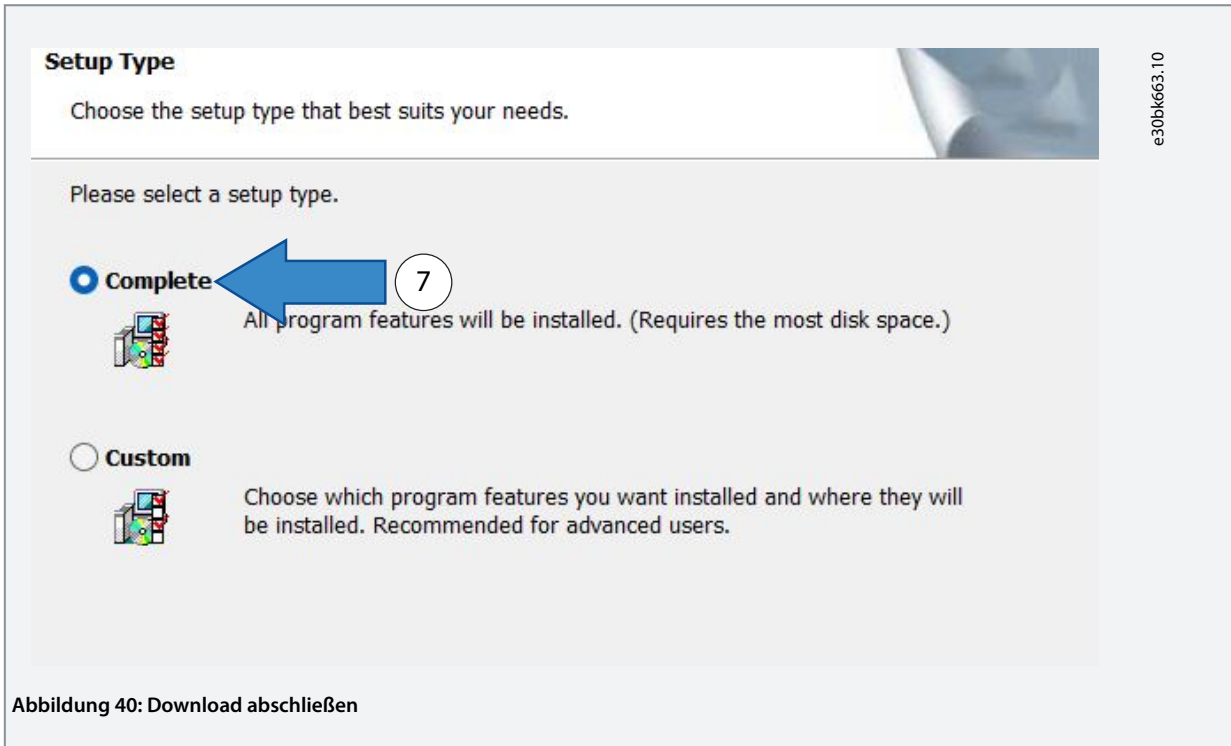 Setup Type
Choose the setup type that best suits your needs.
e30bk663.10
Please select a setup type.
Complete
7
All program features will be installed. (Requires the most disk space.)
Custom
Choose which program features you want installed and where they will
be installed. Recommended for advanced users.
Abbildung 40: Download abschließen